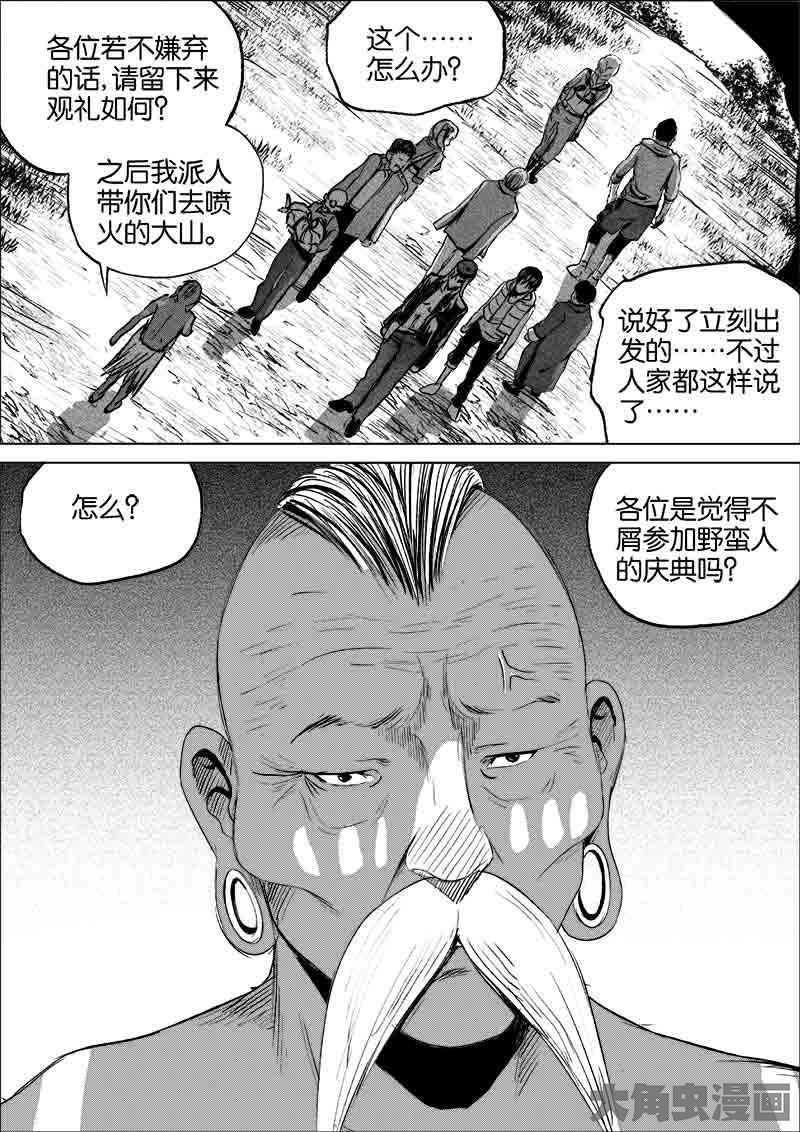 各位若不嫌弃
的话,请留下来
观礼如何?
之后我派人
带你们去喷
火的大山。
这个……
怎么办?
说好了立刻出
发的……不过
人家都这样说
了……
怎么?
各位是觉得不
屑参加野蛮人
的庆典吗?
大角虫漫画